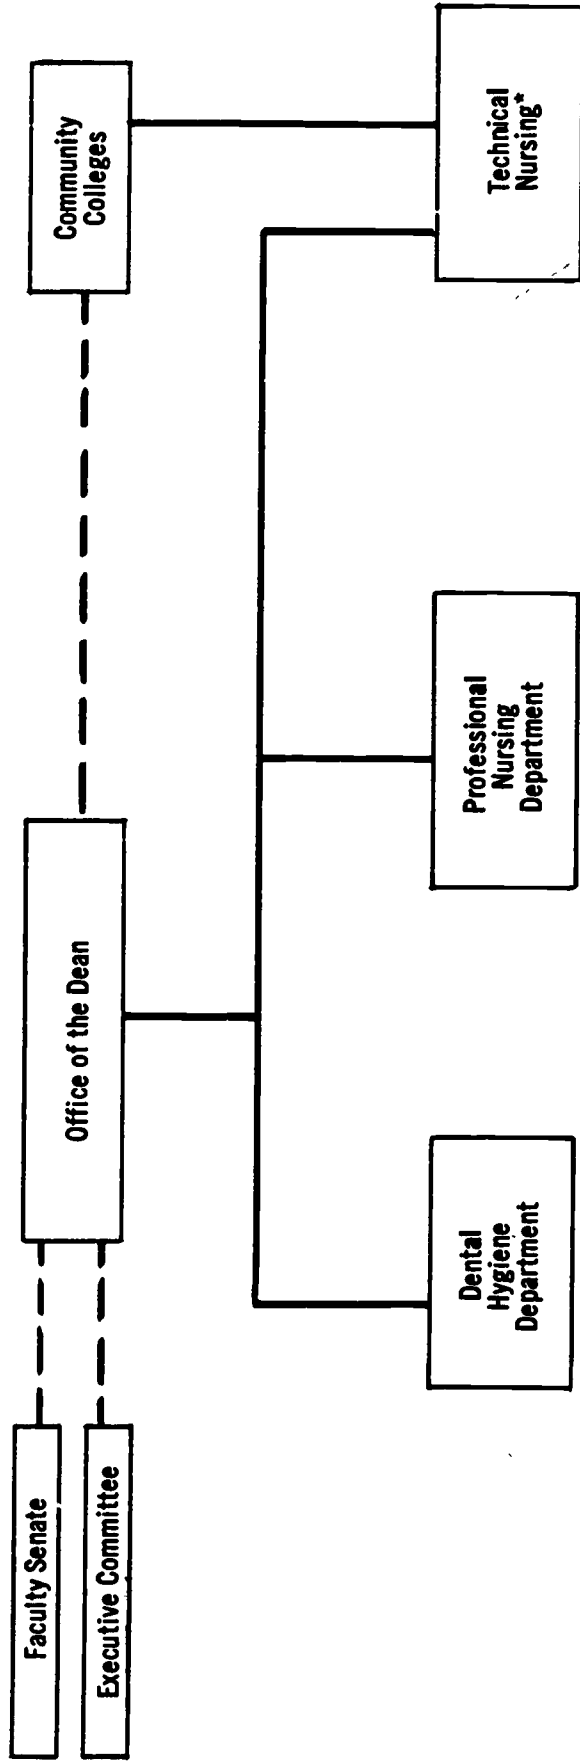 Faculty Senate
Executive Committee
Office of the Dean
Community
Colleges
Dental
Hygiene
Department
Professional
Nursing
Department
Technical
Nursing*